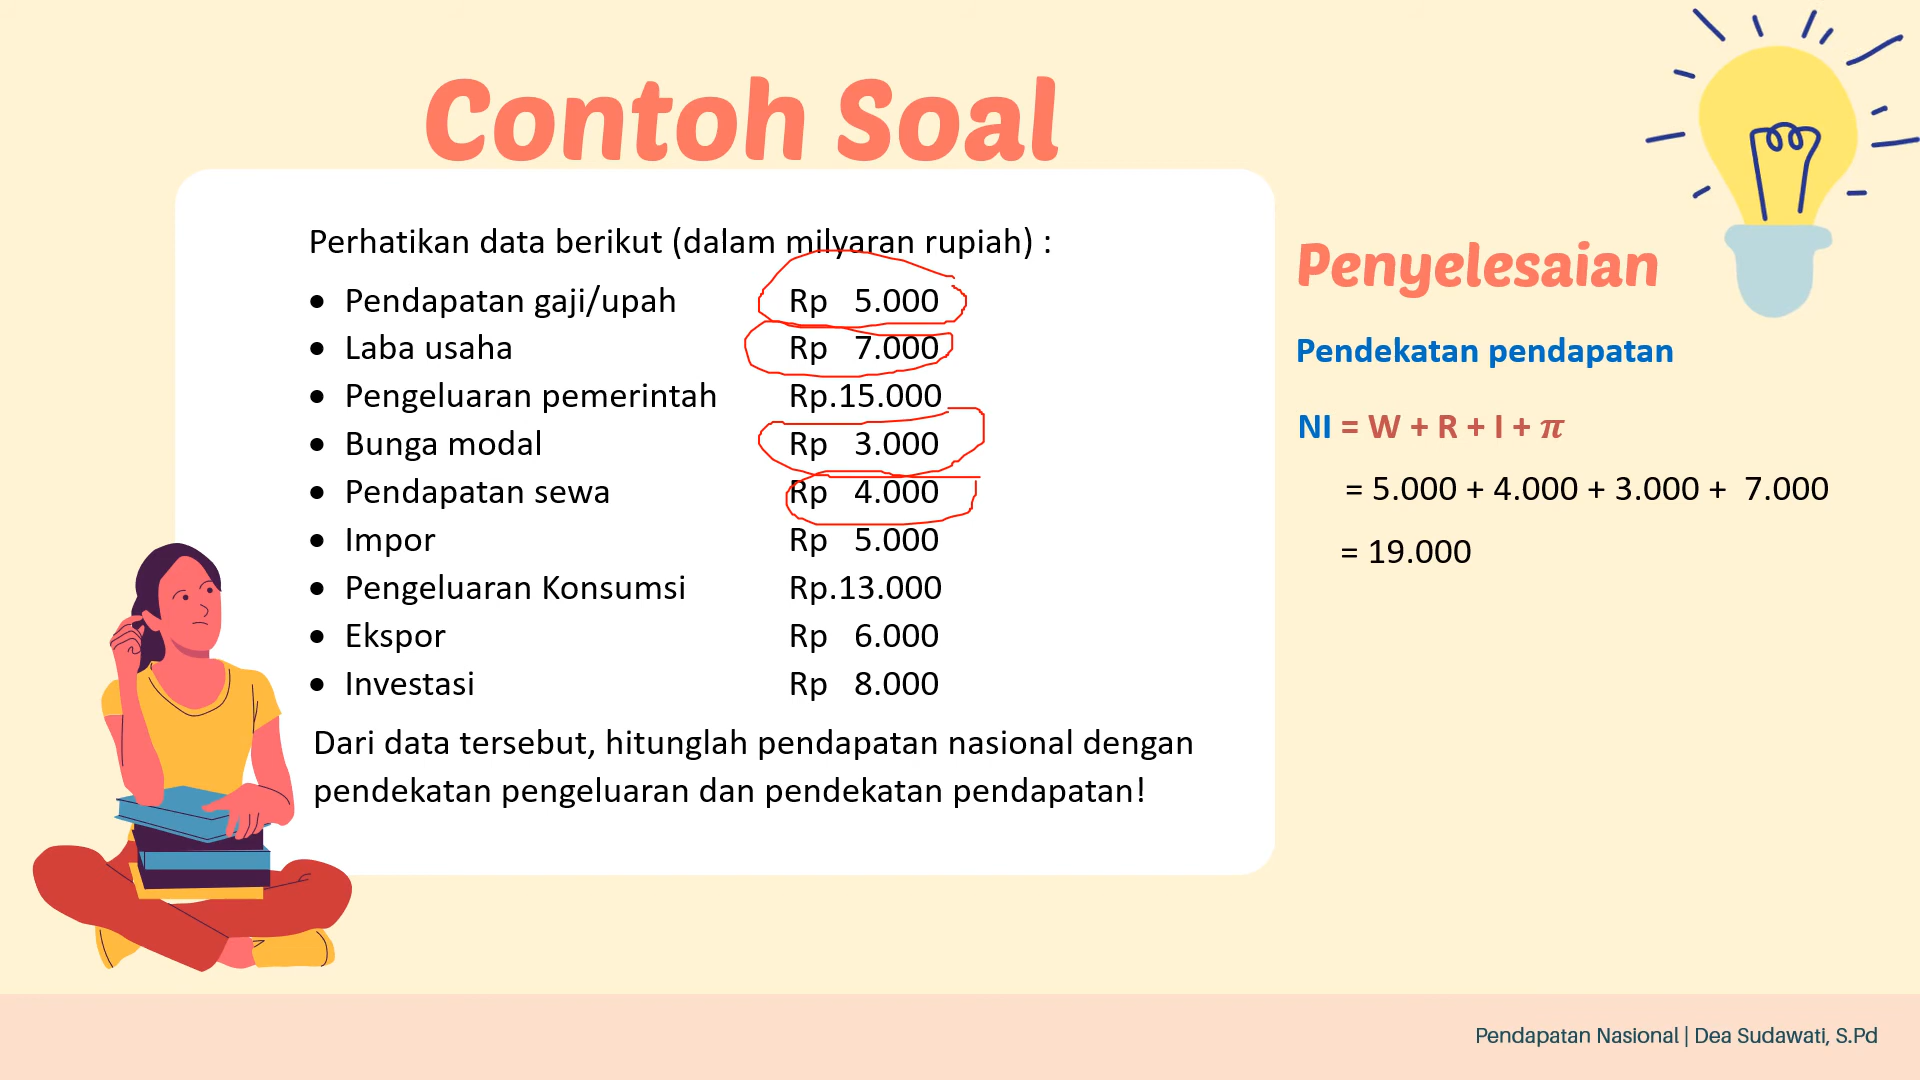 Contoh Soal
Perhatikan data berikut (dalam milyaran rupiah) :
• Pendapatan gaji/upah Rp 5.000
• Laba usaha Rp 7.000
• Pengeluaran pemerintah Rp.15.000
• Bunga modal Rp 3.000
• Pendapatan sewa Rp 4.000
• Impor Rp 5.000
• Pengeluaran Konsumsi Rp.13.000
• Ekspor Rp 6.000
• Investasi Rp 8.000
Dari data tersebut, hitunglah pendapatan nasional dengan
pendekatan pengeluaran dan pendekatan pendapatan!
Penyelesaian
Pendekatan pendapatan
NI = W + R + I + π
= 5.000 + 4.000 + 3.000 + 7.000
= 19.000
Pendapatan Nasional | Dea Sudawati, S.Pd